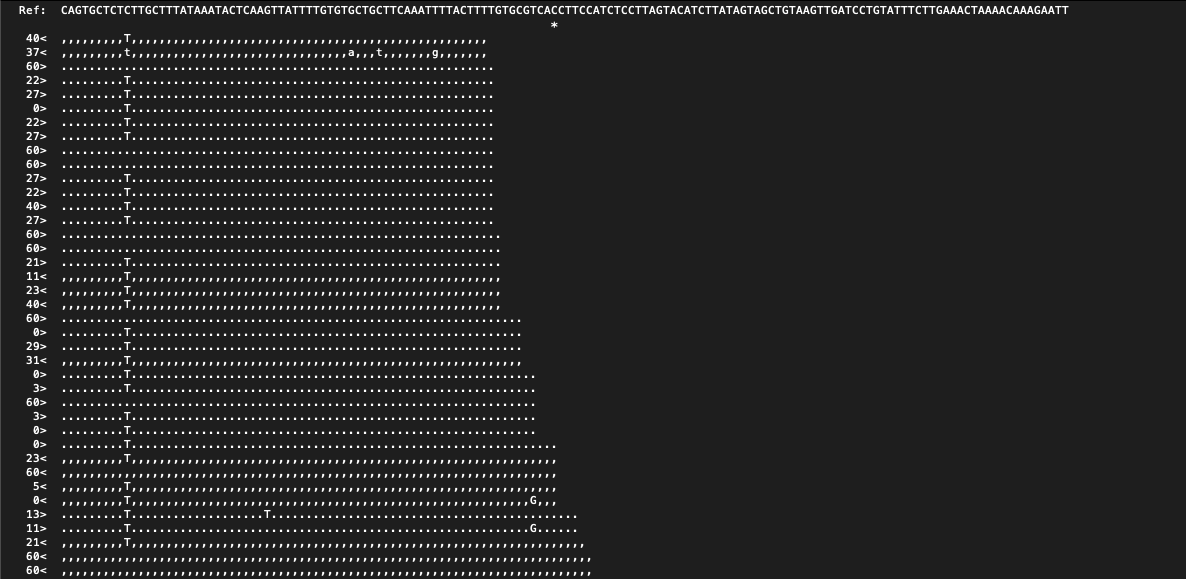 Ref: CAGTGCTCTCTTGCTTTATAAATACTCAAGTTATTTTGTGTGCTGCTTCAAATTTTACTTTTGTGCGTCACCTTCCATCTCCTTAGTACATCTTATAGTAGCTGTAAGTTGATCCTGTATTTCTTGAAACTAAAACAAAGAATT
*
40< ,,,,,,,,,T,,,,,,,,,,,,,,,,,,,,,,,,,,,,,,,,,,,,,,,,,,,,,,,,,,,
37< ,,,,,,,,,t,,,,,,,,,,,,,,,,,,,,,,,,,,,,,,,a,,,t,,,,,,,g,,,,,,,
60> ..............................................................
22> .........T....................................................
27> .........T....................................................
0> .........T....................................................
22> .........T....................................................
27> .........T....................................................
60> ..............................................................
60> ..............................................................
27> .........T....................................................
22> .........T....................................................
40> .........T....................................................
27> .........T....................................................
60> ...............................................................
60> ...............................................................
21> .........T.....................................................
11< ,,,,,,,,,T,,,,,,,,,,,,,,,,,,,,,,,,,,,,,,,,,,,,,,,,,,,,,,,,,,,,,
23< ,,,,,,,,,T,,,,,,,,,,,,,,,,,,,,,,,,,,,,,,,,,,,,,,,,,,,,,,,,,,,,,
40< ,,,,,,,,,T,,,,,,,,,,,,,,,,,,,,,,,,,,,,,,,,,,,,,,,,,,,,,,,,,,,,,
60> ..................................................................
0> .........T........................................................
29> .........T........................................................
31< ,,,,,,,,,T,,,,,,,,,,,,,,,,,,,,,,,,,,,,,,,,,,,,,,,,,,,,,,,,,,,,,,,,
0> .........T..........................................................
3> .........T..........................................................
60> ....................................................................
3> .........T..........................................................
0> .........T..........................................................
0> .........T.............................................................
23< ,,,,,,,,,T,,,,,,,,,,,,,,,,,,,,,,,,,,,,,,,,,,,,,,,,,,,,,,,,,,,,,,,,,,,,,
60< ,,,,,,,,,,,,,,,,,,,,,,,,,,,,,,,,,,,,,,,,,,,,,,,,,,,,,,,,,,,,,,,,,,,,,,,
5< ,,,,,,,,,T,,,,,,,,,,,,,,,,,,,,,,,,,,,,,,,,,,,,,,,,,,,,,,,,,,,,,,,,,,,,,
0< ,,,,,,,,,T,,,,,,,,,,,,,,,,,,,,,,,,,,,,,,,,,,,,,,,,,,,,,,,,,,,,,,,,,G,,,
13> .........T...................T............................................
11> .........T.........................................................G......
21< ,,,,,,,,,T,,,,,,,,,,,,,,,,,,,,,,,,,,,,,,,,,,,,,,,,,,,,,,,,,,,,,,,,,,,,,,,,,
60< ,,,,,,,,,,,,,,,,,,,,,,,,,,,,,,,,,,,,,,,,,,,,,,,,,,,,,,,,,,,,,,,,,,,,,,,,,,,,
60< ,,,,,,,,,,,,,,,,,,,,,,,,,,,,,,,,,,,,,,,,,,,,,,,,,,,,,,,,,,,,,,,,,,,,,,,,,,,,